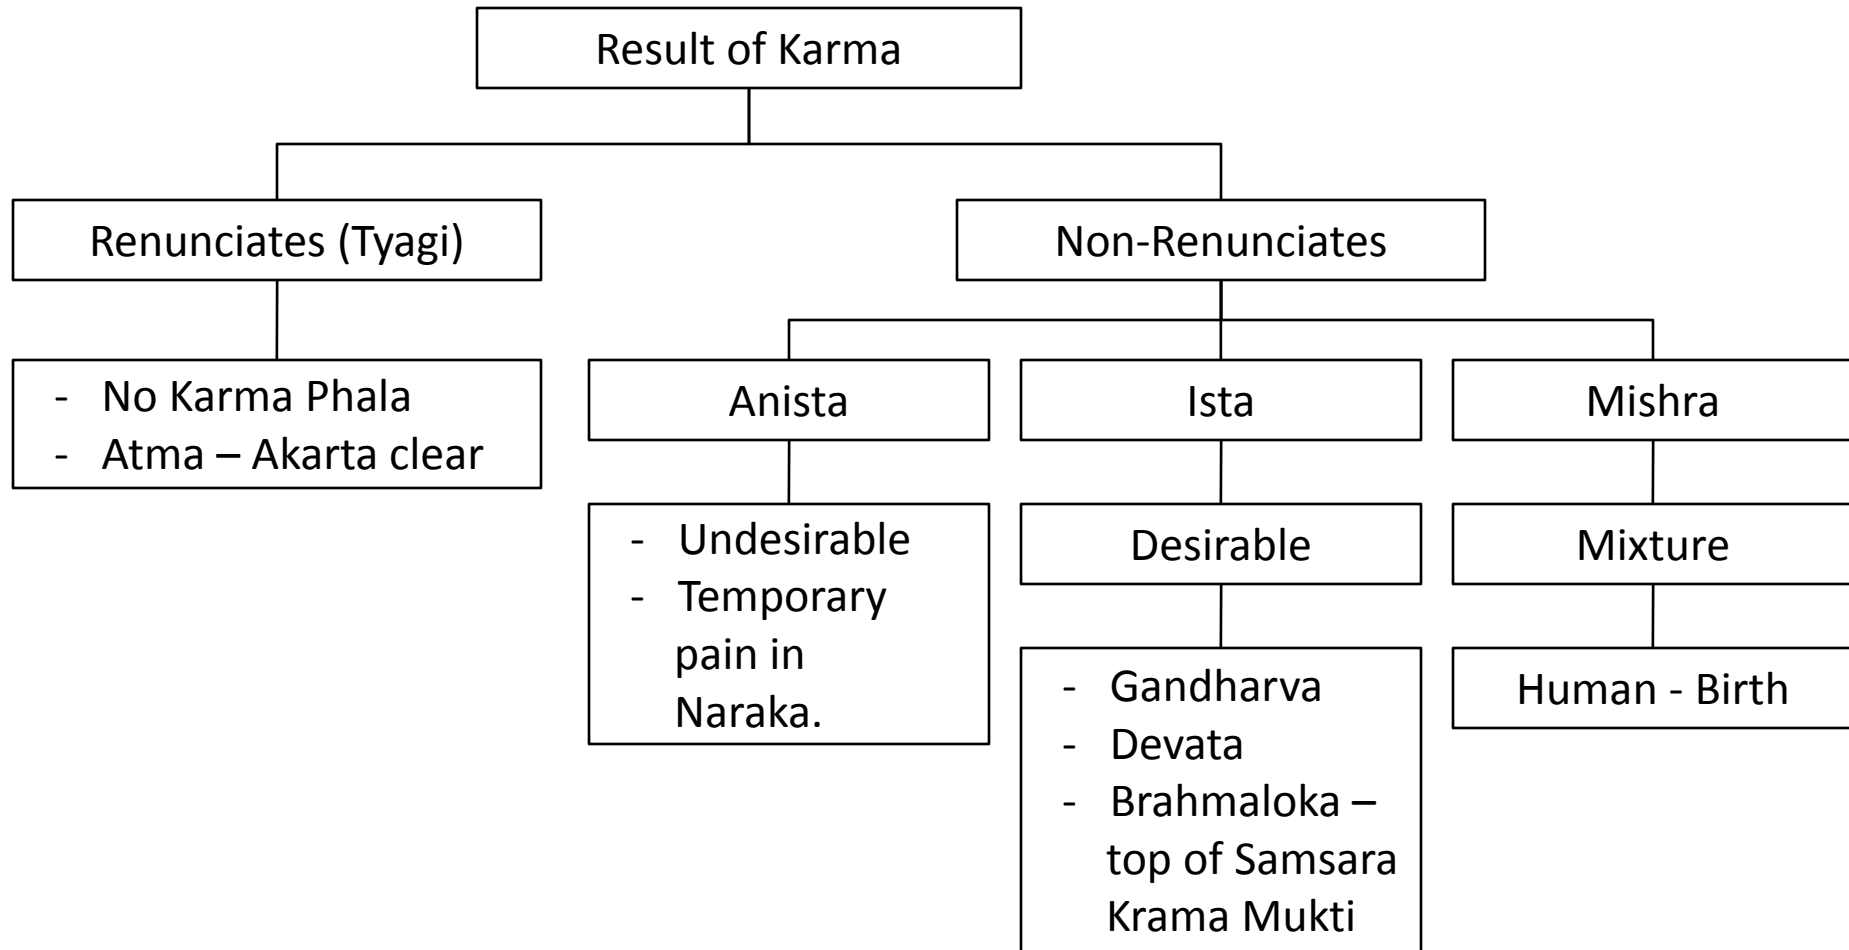 Result of Karma
Renunciates (Tyagi)
Non-Renunciates
- No Karma Phala
- Atma – Akarta clear
Anista
Ista
Mishra
- Undesirable
- Temporary
pain in
Naraka.
Desirable
Mixture
- Gandharva
- Devata
- Brahmaloka –
top of Samsara
Krama Mukti
Human - Birth